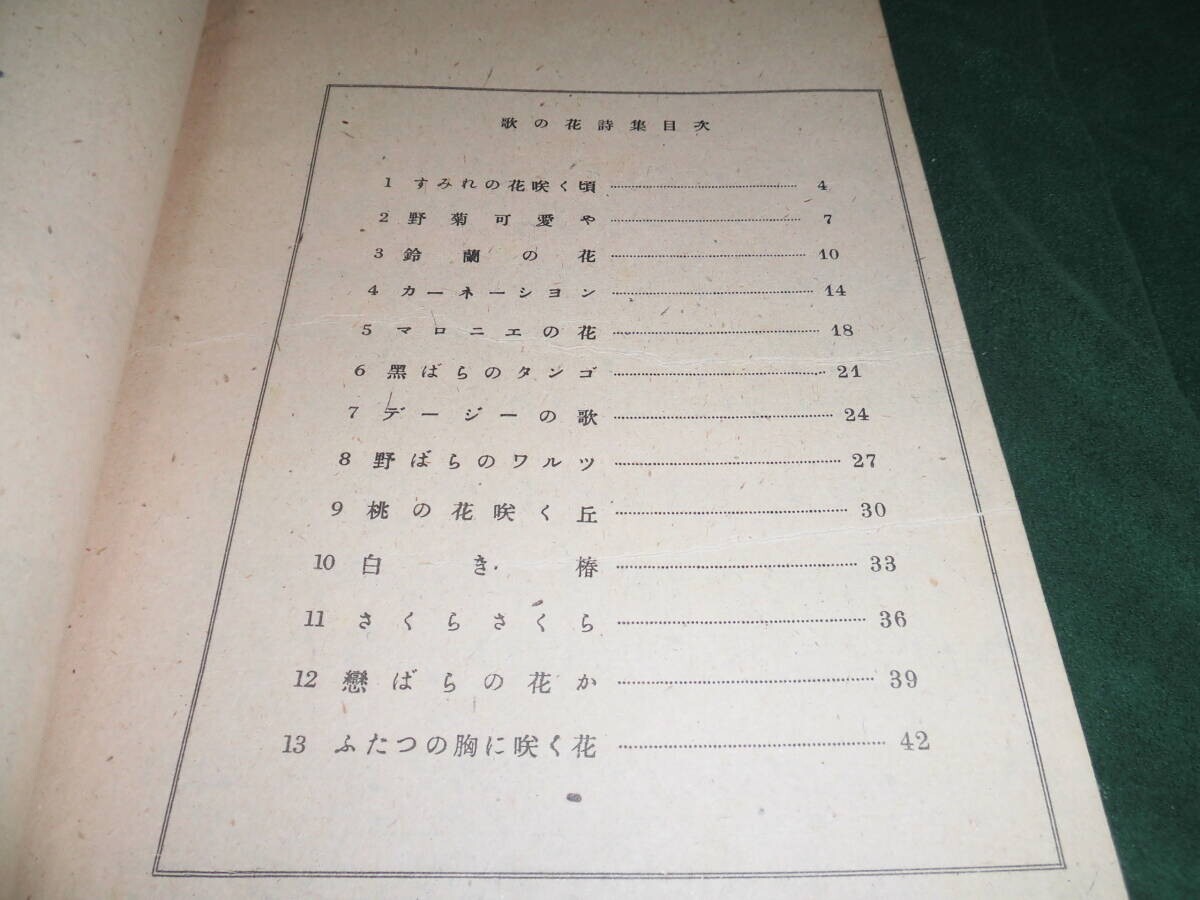 歌の花詩集目次
1 すみれの花咲く頃 4
2 野菊可愛や 7
3 鈴蘭の花 10
4 カーネーシヨン 14
5 マロニエの花 18
6 黒ばらのタンゴ 21
7 デージーの歌 24
8 野ばらのワルツ 27
9 桃の花咲く丘 30
10 白き椿 33
11 さくらさくら 36
12 戀ばらの花か 39
13 ふたつの胸に咲く花 42